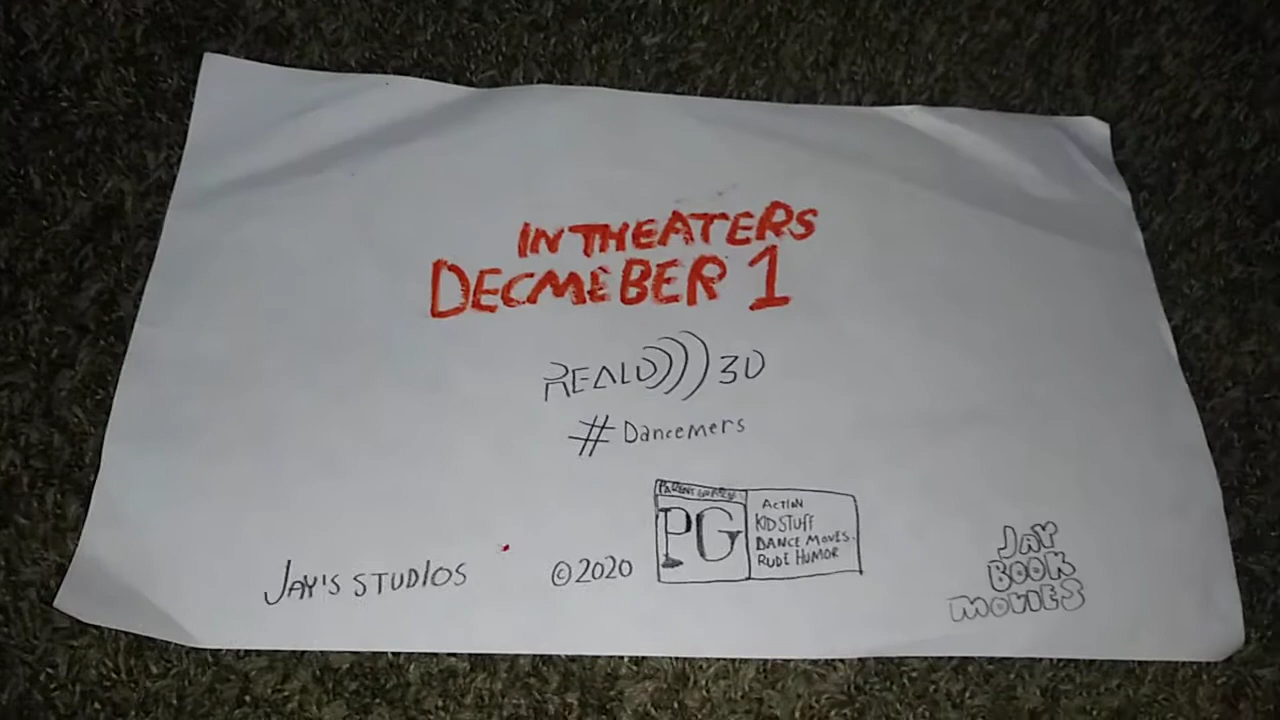 IN THEATERS
DECMEBER 1
REALD))) 3D
#Dancemers
PARENT
PG
ACTION
KID STUFF
DANCE MOVES.
RUDE HUMOR
JAY'S STUDIOS
©2020
JAY
BOOK
MOVIES